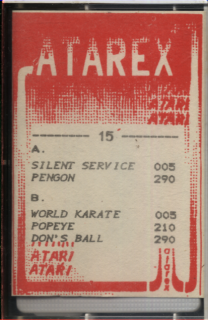 ATAREX
ATARI
ATARI
15
A.
SILENT SERVICE 005
PENGON 290
B.
WORLD KARATE 005
POPEYE 210
DON'S BALL 290
ATARI
ATARI
atarex